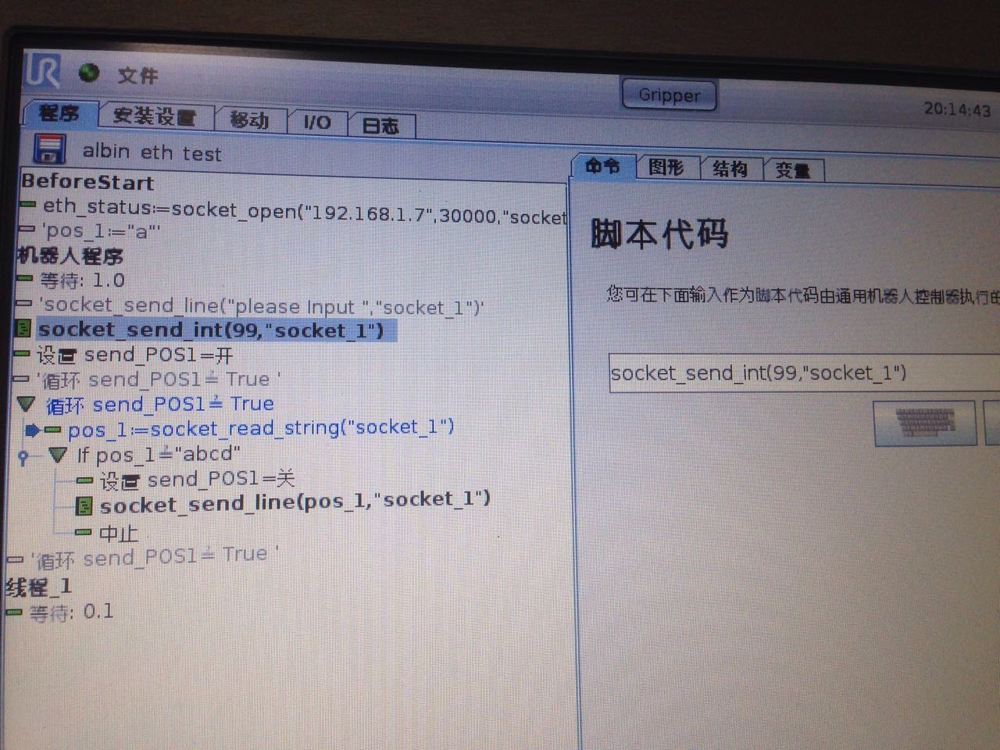 UR 文件 Gripper 20:14:43
程序 安装设置 移动 I/O 日志
albin eth test
命令 图形 结构 变量
BeforeStart
eth_status:=socket_open("192.168.1.7",30000,"socket
'pos_1:="a"'
机器人程序
等待: 1.0
'socket_send_line("please Input ","socket_1")'
socket_send_int(99,"socket_1")
设置 send_POS1=开
'循环 send_POS1≟ True '
循环 send_POS1≟ True
pos_1:=socket_read_string("socket_1")
If pos_1≟"abcd"
设置 send_POS1=关
socket_send_line(pos_1,"socket_1")
中止
'循环 send_POS1≟ True '
线程_1
等待: 0.1
脚本代码
您可在下面输入作为脚本代码由通用机器人控制器执行
socket_send_int(99,"socket_1")